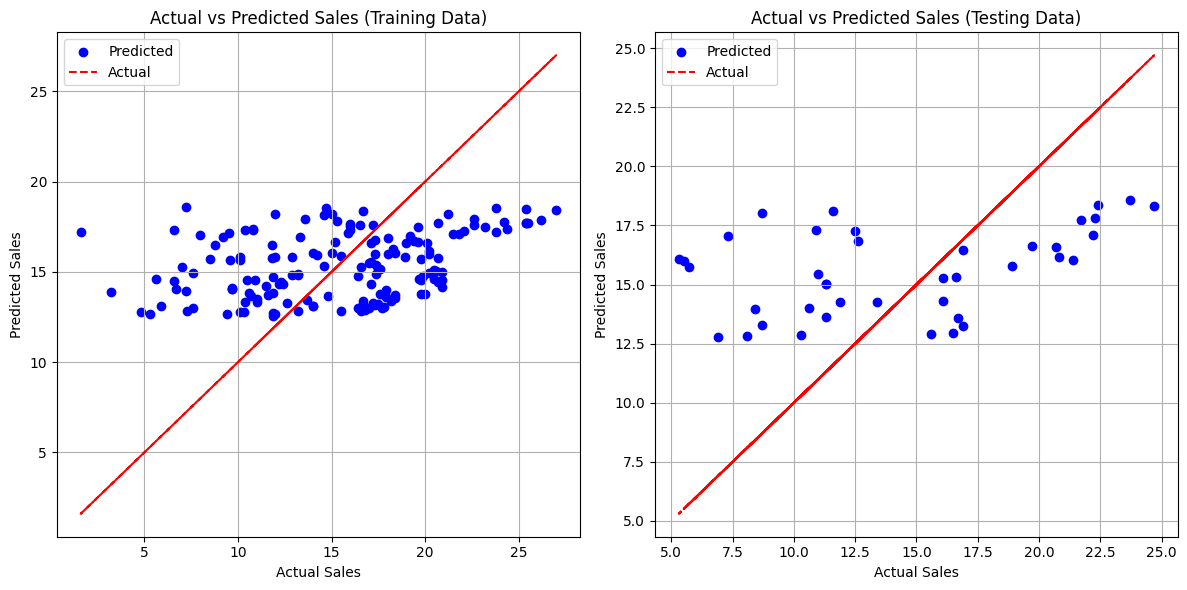 Actual vs Predicted Sales (Training Data)
Predicted
Actual
25
20
15
10
5
Predicted Sales
5
10
15
20
25
Actual Sales
Actual vs Predicted Sales (Testing Data)
Predicted
Actual
25.0
22.5
20.0
17.5
15.0
12.5
10.0
7.5
5.0
Predicted Sales
5.0
7.5
10.0
12.5
15.0
17.5
20.0
22.5
25.0
Actual Sales